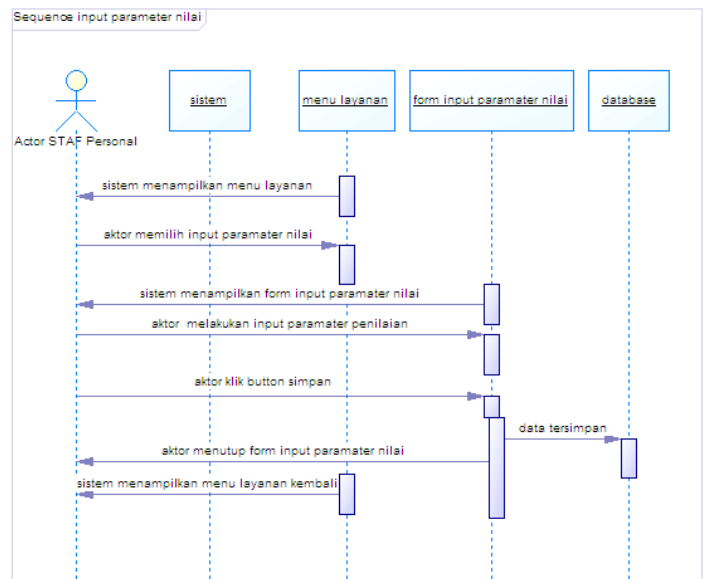 Sequence input parameter nilai
Actor STAF Personal
sistem
menu layanan
form input paramater nilai
database
sistem menampilkan menu layanan
aktor memilih input paramater nilai
sistem menampilkan form input paramater nilai
aktor melakukan input paramater penilaian
aktor klik button simpan
data tersimpan
aktor menutup form input paramater nilai
sistem menampilkan menu layanan kembali